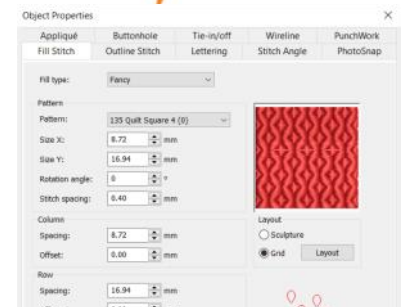 Object Properties
Appliqué Buttonhole Tie-in/off Wireline PunchWork
Fill Stitch Outline Stitch Lettering Stitch Angle PhotoSnap
Fill type: Fancy
Pattern
Pattern: 135 Quilt Square 4 (0)
Size X: 8.72 mm
Size Y: 16.94 mm
Rotation angle: 0 °
Stitch spacing: 0.40 mm
Column Layout
Spacing: 8.72 mm Sculpture
Offset: 0.00 mm Grid Layout
Row
Spacing: 16.94 mm